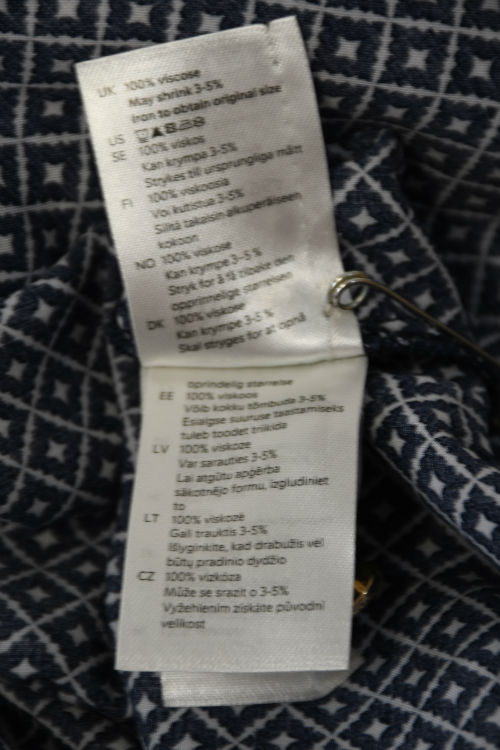 UK 100% viscose
May shrink 3-5%
Iron to obtain original size
US
SE 100% viskos
Kan krympa 3-5%
Strykes till ursprungliga mått
FI 100% viskoosia
Voi kutistua 3-5%
Siliä takaisin alkuperäiseen
kokoon
NO 100% viskose
Kan krympe 3-5%
Stryk for å få tilbake den
opprinnelige størrelsen
DK 100% viskose
Kan krympe 3-5%
Skal stryges for at opnå
oprindelig størrelse
EE 100% viskoos
Võib kokku tõmbuda 3-5%
Esialgse suuruse taastamiseks
tuleb toodet triikida
LV 100% viskoze
Var sarauties 3-5%
Lai atgūtu apģērba
sākotnējo formu, izgludiniet
to
LT 100% viskozė
Gali trauktis 3-5%
Išlyginkite, kad drabužis vėl
būtų pradinio dydžio
CZ 100% vizkóza
Může se srazit o 3-5%
Vyžehlením získáte původní
velikost